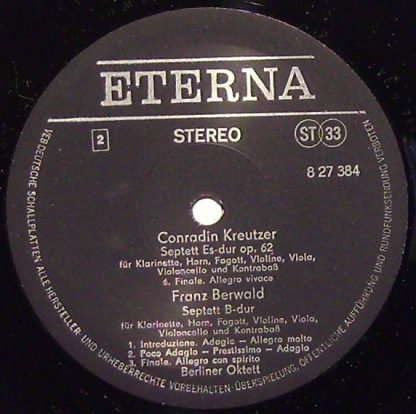 ETERNA
2
STEREO
ST 33
8 27 384
Conradin Kreutzer
Septett Es-dur op. 62
für Klarinette, Horn, Fagott, Violine, Viola,
Violoncello und Kontrabaß
6. Finale. Allegro vivace
Franz Berwald
Septett B-dur
für Klarinette, Horn, Fagott, Violine, Viola,
Violoncello und Kontrabaß
1. Introduzione. Adagio – Allegro molto
2. Poco Adagio – Prestissimo – Adagio
3. Finale. Allegro con spirito
Berliner Oktett
VEB DEUTSCHE SCHALLPLATTEN · ALLE HERSTELLER- UND URHEBERRECHTE VORBEHALTEN · ÜBERSPIELUNG, ÖFFENTLICHE AUFFÜHRUNG UND RUNDFUNKSENDUNG VERBOTEN